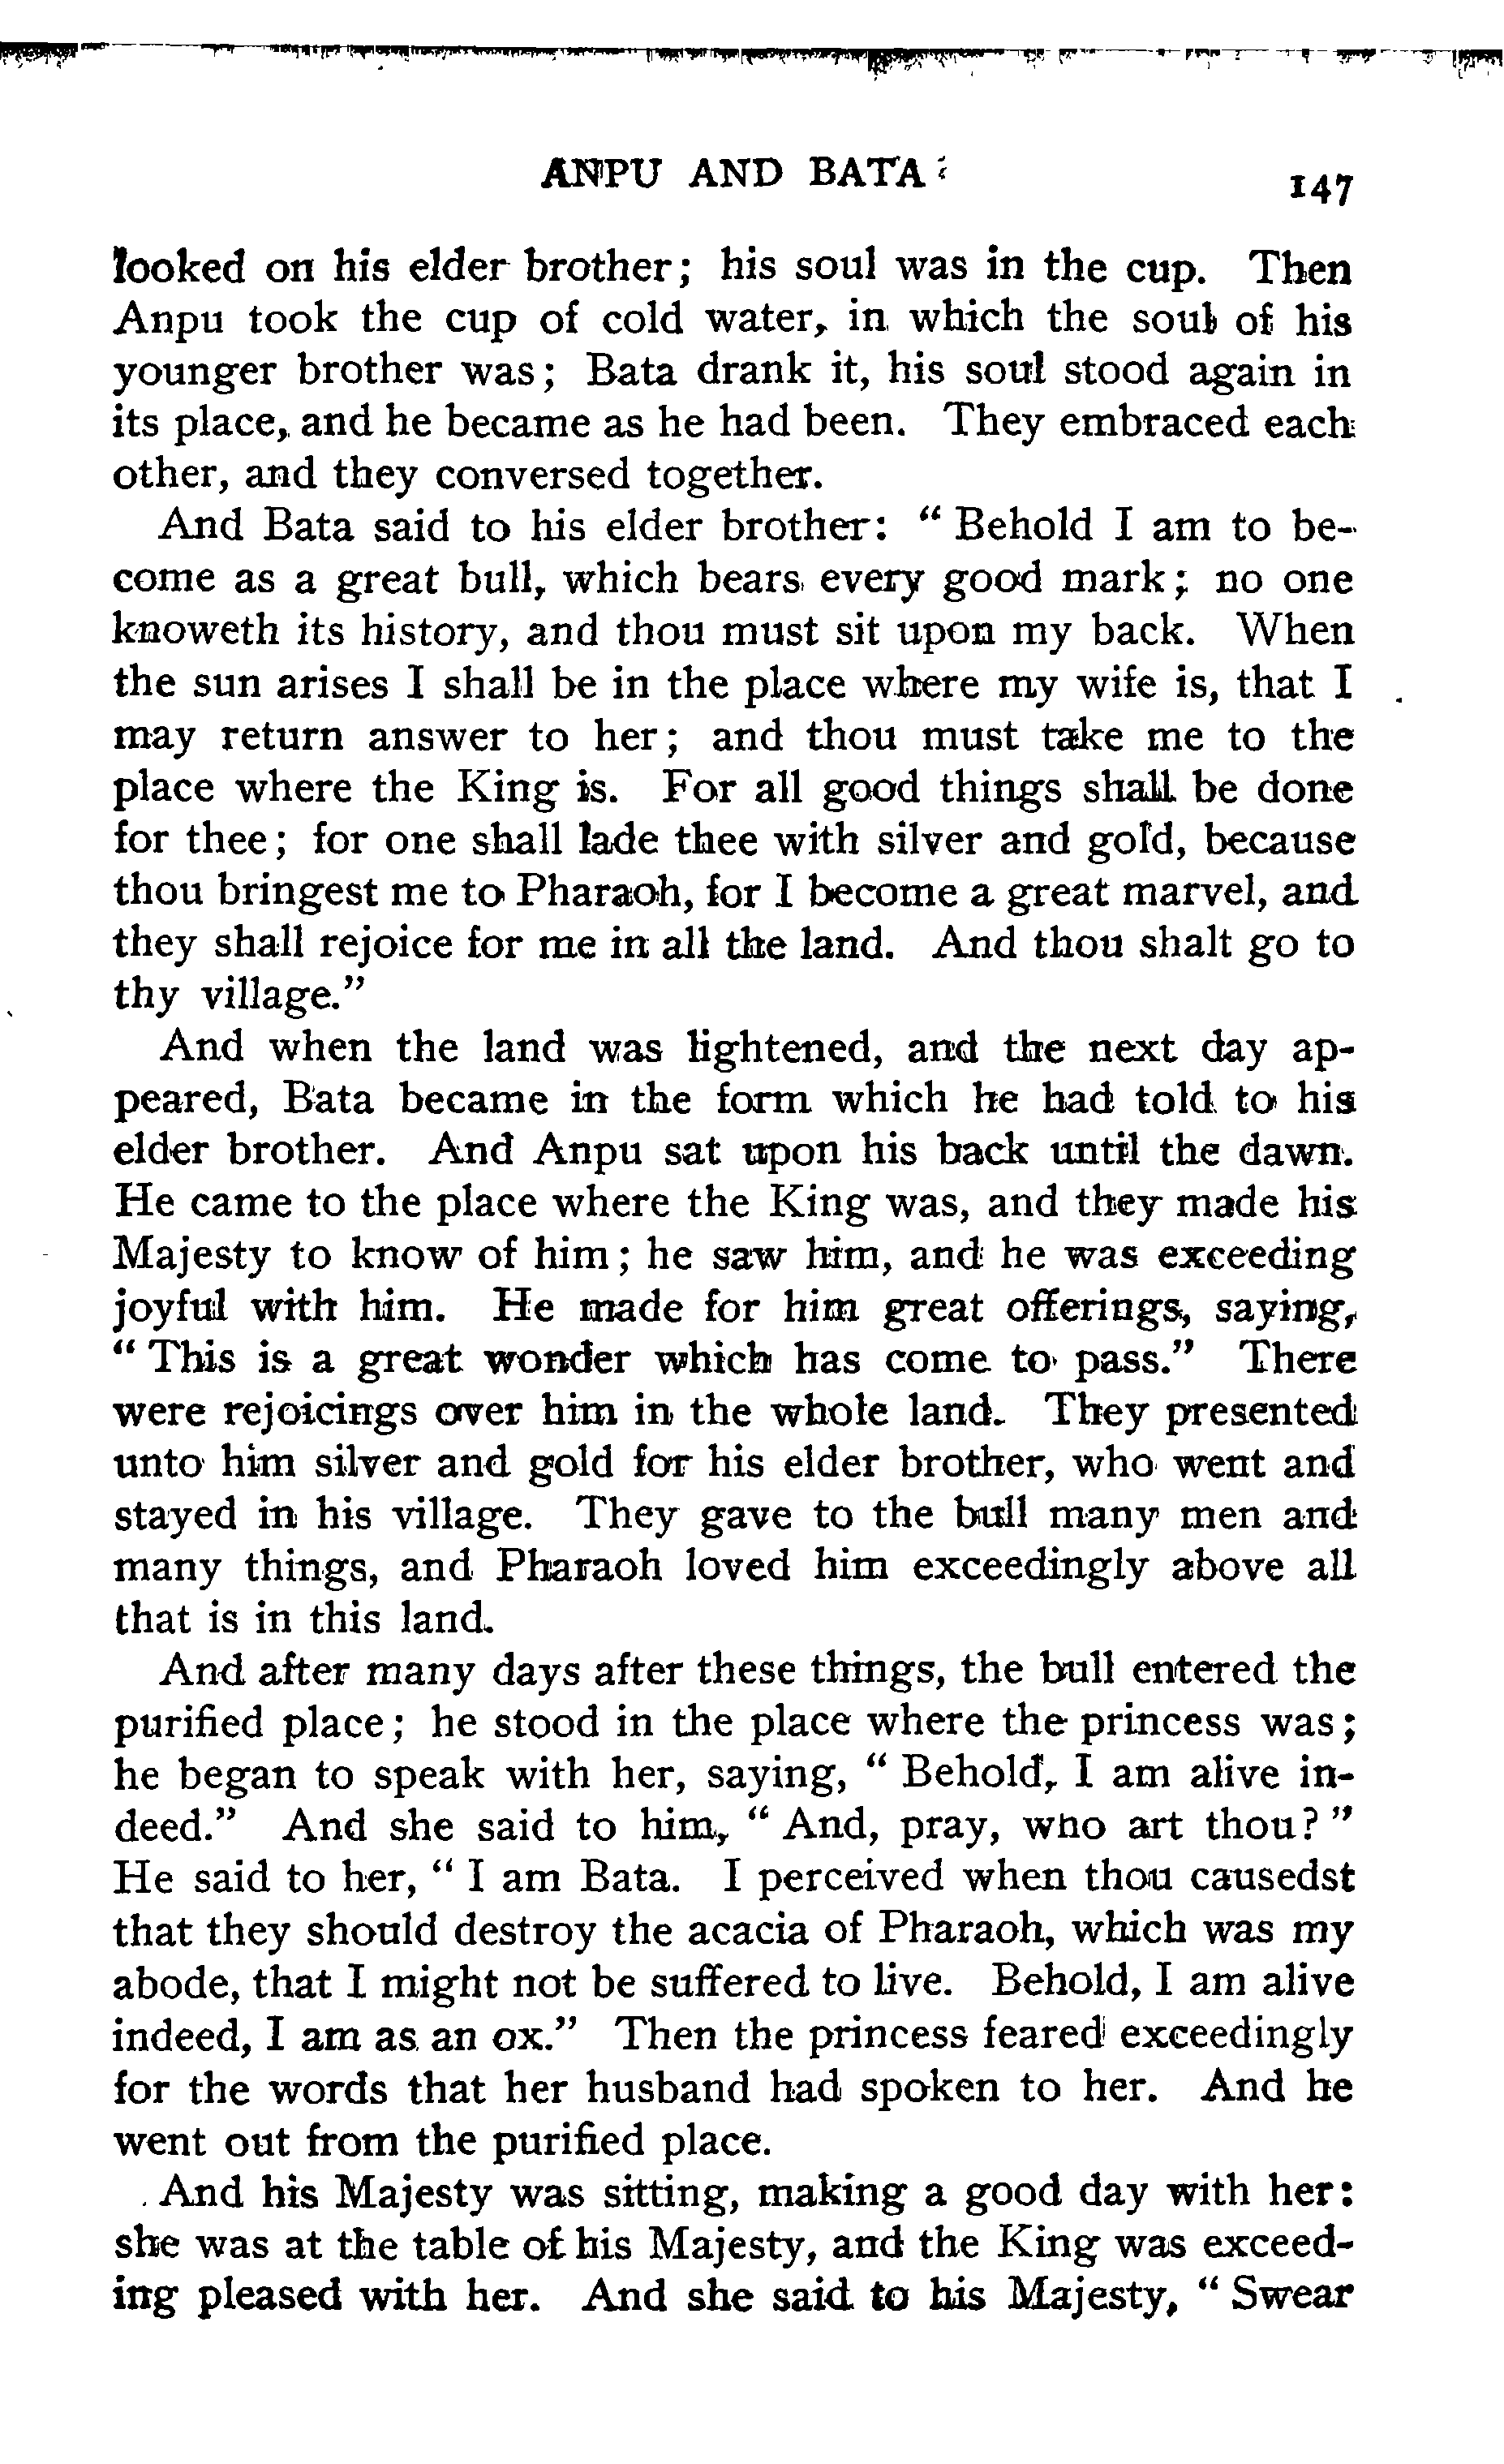 ANPU AND BATA
147
looked on his elder brother; his soul was in the cup. Then
Anpu took the cup of cold water, in which the soul of his
younger brother was; Bata drank it, his soul stood again in
its place, and he became as he had been. They embraced each
other, and they conversed together.
And Bata said to his elder brother: " Behold I am to be-
come as a great bull, which bears every good mark; no one
knoweth its history, and thou must sit upon my back. When
the sun arises I shall be in the place where my wife is, that I
may return answer to her; and thou must take me to the
place where the King is. For all good things shall be done
for thee; for one shall lade thee with silver and gold, because
thou bringest me to Pharaoh, for I become a great marvel, and
they shall rejoice for me in all the land. And thou shalt go to
thy village."
And when the land was lightened, and the next day ap-
peared, Bata became in the form which he had told to his
elder brother. And Anpu sat upon his back until the dawn.
He came to the place where the King was, and they made his
Majesty to know of him; he saw him, and he was exceeding
joyful with him. He made for him great offerings, saying,
" This is a great wonder which has come to pass." There
were rejoicings over him in the whole land. They presented
unto him silver and gold for his elder brother, who went and
stayed in his village. They gave to the bull many men and
many things, and Pharaoh loved him exceedingly above all
that is in this land.
And after many days after these things, the bull entered the
purified place; he stood in the place where the princess was;
he began to speak with her, saying, " Behold, I am alive in-
deed." And she said to him, " And, pray, who art thou? "
He said to her, " I am Bata. I perceived when thou causedst
that they should destroy the acacia of Pharaoh, which was my
abode, that I might not be suffered to live. Behold, I am alive
indeed, I am as an ox." Then the princess feared exceedingly
for the words that her husband had spoken to her. And he
went out from the purified place.
And his Majesty was sitting, making a good day with her:
she was at the table of his Majesty, and the King was exceed-
ing pleased with her. And she said to his Majesty, " Swear